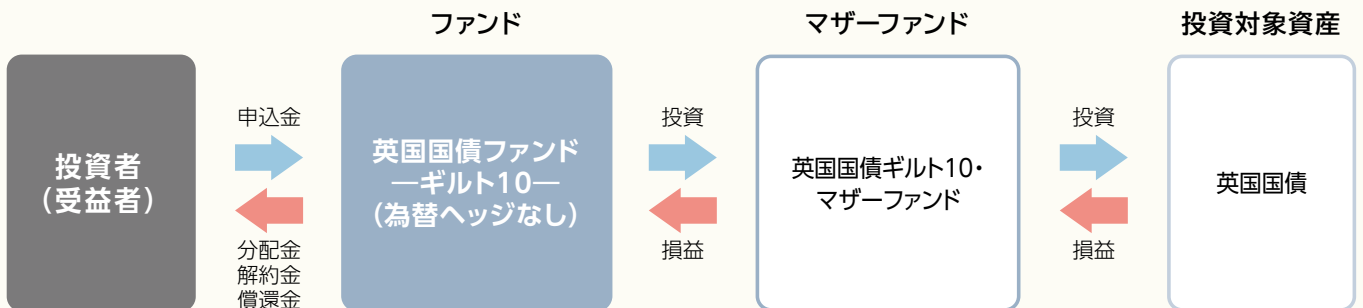 ファンド
マザーファンド
投資対象資産
投資者
(受益者)
申込金
分配金
解約金
償還金
英国国債ファンド
―ギルト10―
(為替ヘッジなし)
投資
損益
英国国債ギルト10・
マザーファンド
投資
損益
英国国債